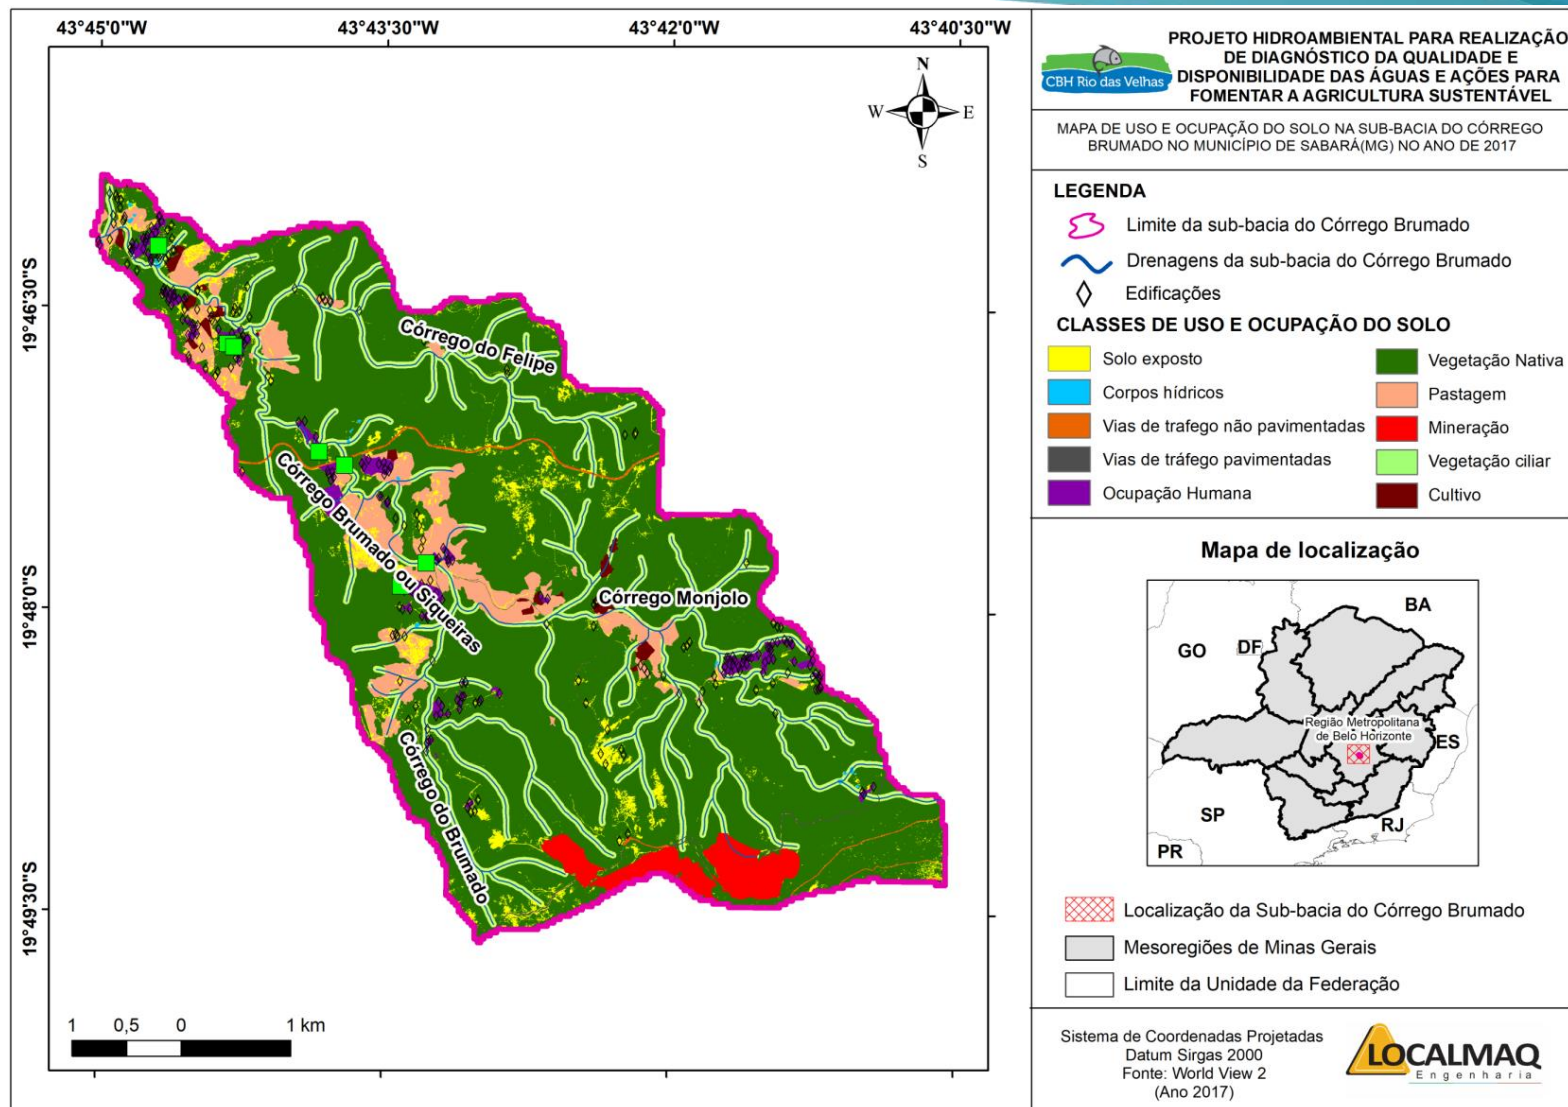 43°45'0"W
43°43'30"W
43°42'0"W
43°40'30"W
19°46'30"S
19°48'0"S
19°49'30"S
N
W
E
S
Córrego do Felipe
Córrego Brumado ou Siqueiras
Córrego Monjolo
Córrego do Brumado
1 0,5 0 1 km
CBH Rio das Velhas
PROJETO HIDROAMBIENTAL PARA REALIZAÇÃO
DE DIAGNÓSTICO DA QUALIDADE E
DISPONIBILIDADE DAS ÁGUAS E AÇÕES PARA
FOMENTAR A AGRICULTURA SUSTENTÁVEL
MAPA DE USO E OCUPAÇÃO DO SOLO NA SUB-BACIA DO CÓRREGO
BRUMADO NO MUNICÍPIO DE SABARÁ(MG) NO ANO DE 2017
LEGENDA
Limite da sub-bacia do Córrego Brumado
Drenagens da sub-bacia do Córrego Brumado
Edificações
CLASSES DE USO E OCUPAÇÃO DO SOLO
Solo exposto
Corpos hídricos
Vias de trafego não pavimentadas
Vias de tráfego pavimentadas
Ocupação Humana
Vegetação Nativa
Pastagem
Mineração
Vegetação ciliar
Cultivo
Mapa de localização
BA
GO
DF
Região Metropolitana
de Belo Horizonte
ES
SP
RJ
PR
Localização da Sub-bacia do Córrego Brumado
Mesoregiões de Minas Gerais
Limite da Unidade da Federação
Sistema de Coordenadas Projetadas
Datum Sirgas 2000
Fonte: World View 2
(Ano 2017)
LOCALMAQ
Engenharia